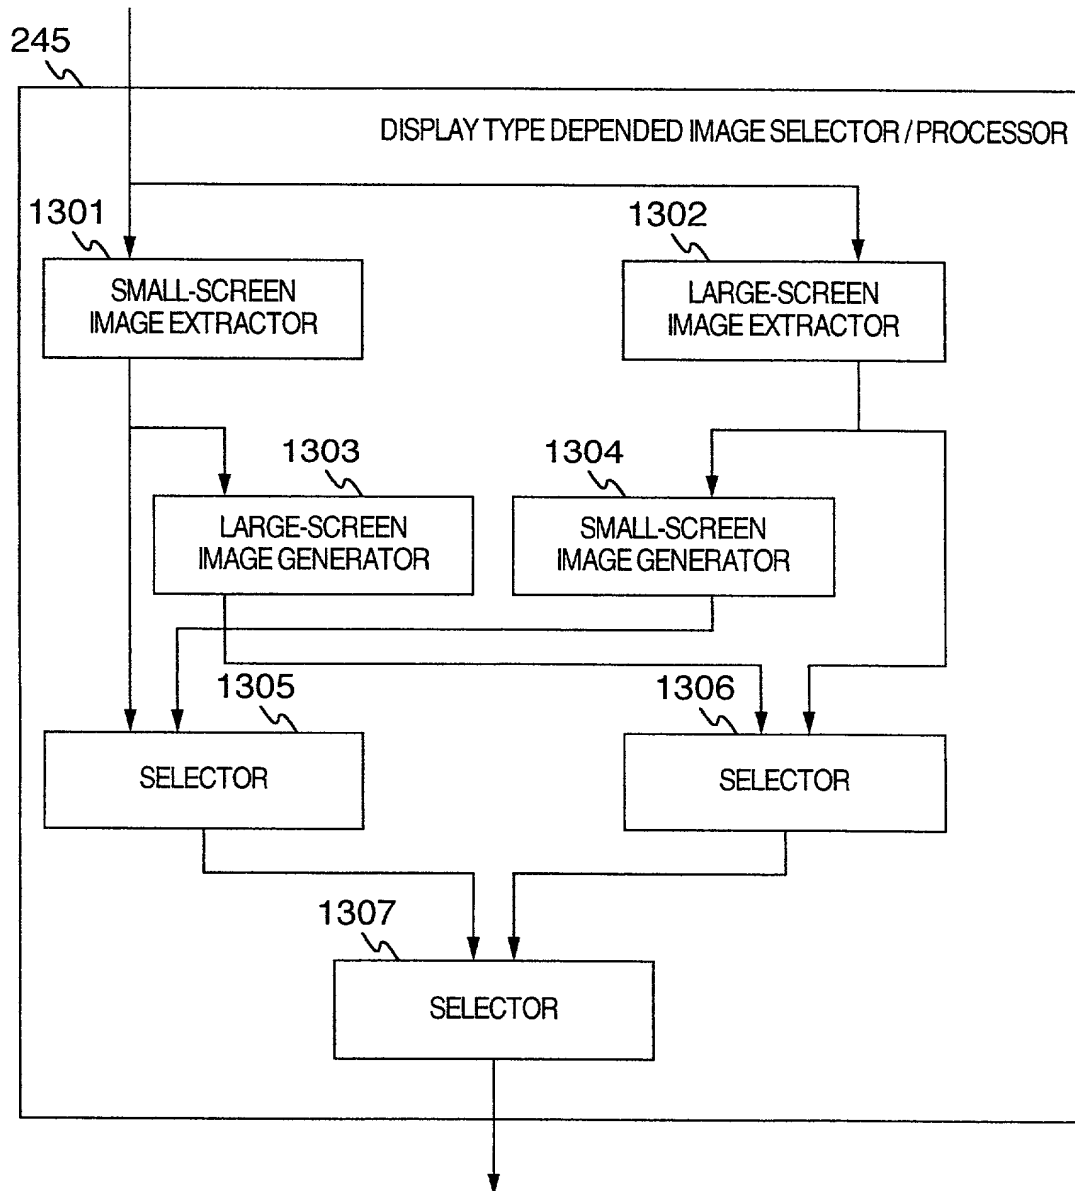 245
DISPLAY TYPE DEPENDED IMAGE SELECTOR / PROCESSOR
1301
1302
SMALL-SCREEN
IMAGE EXTRACTOR
LARGE-SCREEN
IMAGE EXTRACTOR
1303
1304
LARGE-SCREEN
IMAGE GENERATOR
SMALL-SCREEN
IMAGE GENERATOR
1305
1306
SELECTOR
SELECTOR
1307
SELECTOR